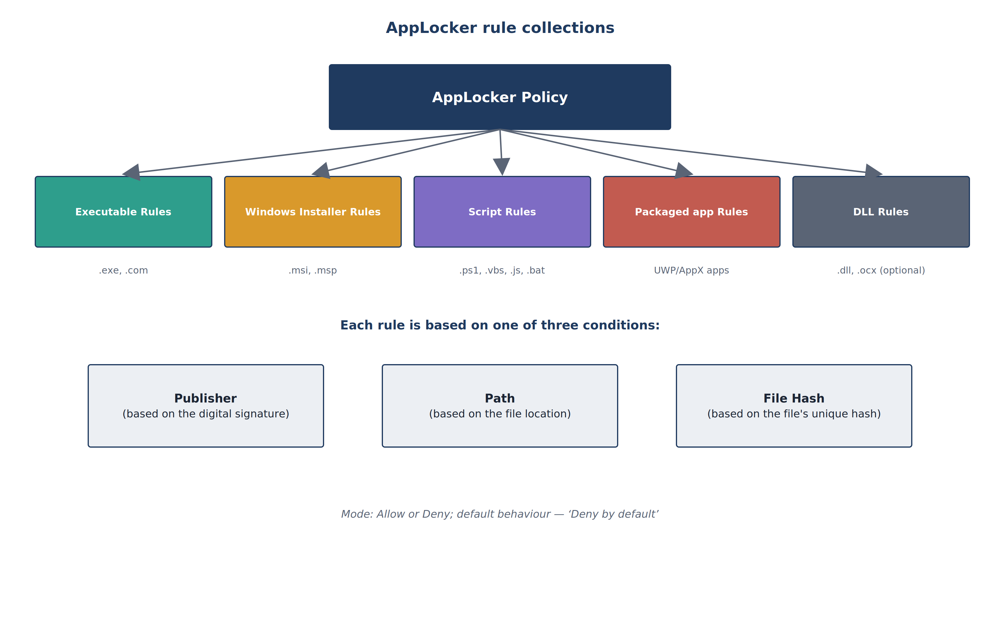 AppLocker rule collections
AppLocker Policy
Executable Rules
Windows Installer Rules
Script Rules
Packaged app Rules
DLL Rules
.exe, .com
.msi, .msp
.ps1, .vbs, .js, .bat
UWP/AppX apps
.dll, .ocx (optional)
Each rule is based on one of three conditions:
Publisher
(based on the digital signature)
Path
(based on the file location)
File Hash
(based on the file's unique hash)
Mode: Allow or Deny; default behaviour — ‘Deny by default’